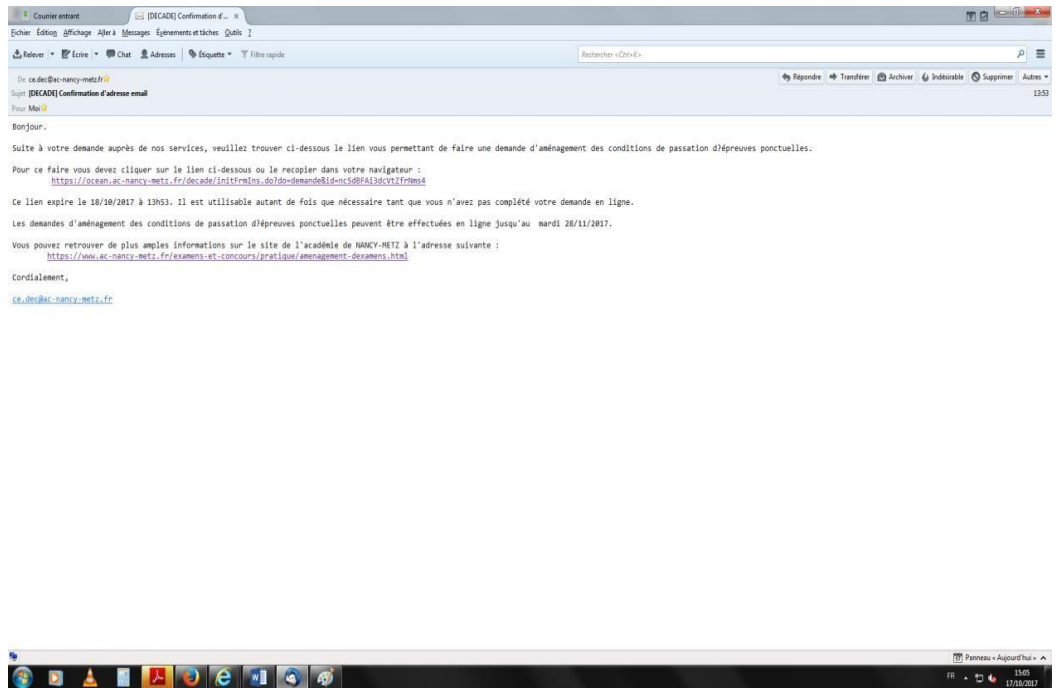 Courrier entrant
[DECADE] Confirmation d'... ×
Fichier Édition Affichage Aller à Messages Évènements et tâches Outils ?
Relever Écrire Chat Adresses Étiquette Filtre rapide
Rechercher <Ctrl+K>
De ce.dec@ac-nancy-metz.fr
Répondre Transférer Archiver Indésirable Supprimer Autres
Sujet [DECADE] Confirmation d'adresse email
13:53
Pour Moi
Bonjour.
Suite à votre demande auprès de nos services, veuillez trouver ci-dessous le lien vous permettant de faire une demande d'aménagement des conditions de passation d?épreuves ponctuelles.
Pour ce faire vous devez cliquer sur le lien ci-dessous ou le recopier dans votre navigateur :
https://ocean.ac-nancy-metz.fr/decade/initFrmIns.do?do=demande&id=ncSdBFAi3dcVtZfrNms4
Ce lien expire le 18/10/2017 à 13h53. Il est utilisable autant de fois que nécessaire tant que vous n'avez pas complété votre demande en ligne.
Les demandes d'aménagement des conditions de passation d?épreuves ponctuelles peuvent être effectuées en ligne jusqu'au mardi 28/11/2017.
Vous pouvez retrouver de plus amples informations sur le site de l'académie de NANCY-METZ à l'adresse suivante :
https://www.ac-nancy-metz.fr/examens-et-concours/pratique/amenagement-dexamens.html
Cordialement,
ce.dec@ac-nancy-metz.fr
Panneau « Aujourd'hui »
FR
15:05
17/10/2017